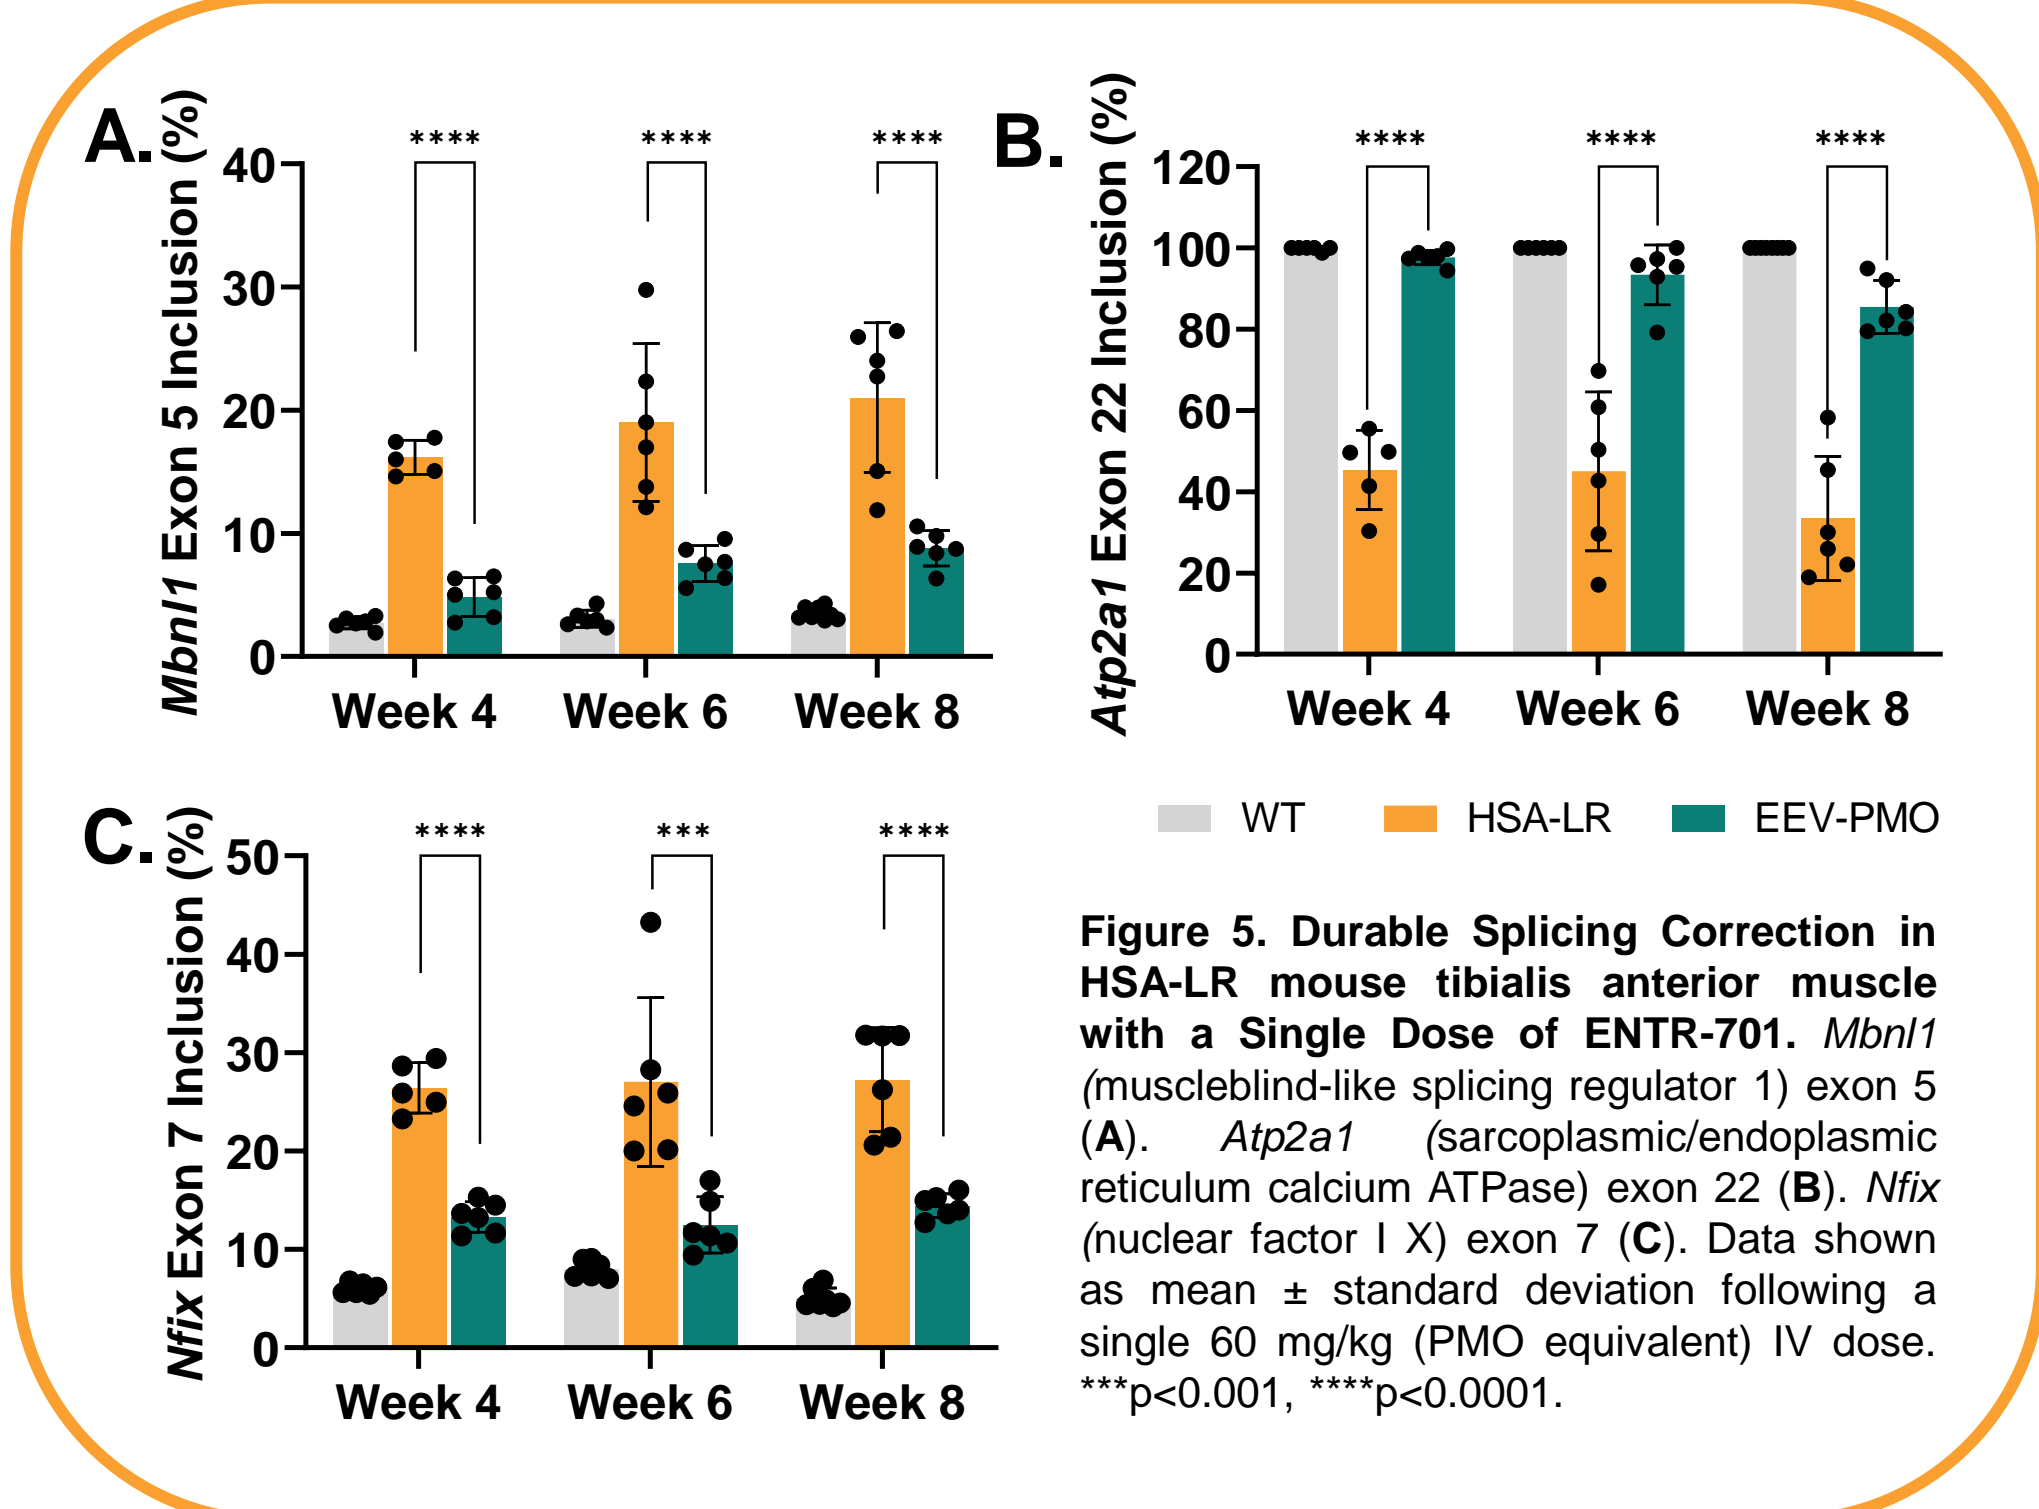 A.
Mbnl1 Exon 5 Inclusion (%)
40
30
20
10
0
****
****
****
Week 4
Week 6
Week 8
B.
Atp2a1 Exon 22 Inclusion (%)
120
100
80
60
40
20
0
****
****
****
Week 4
Week 6
Week 8
C.
Nfix Exon 7 Inclusion (%)
50
40
30
20
10
0
****
***
****
Week 4
Week 6
Week 8
WT
HSA-LR
EEV-PMO
Figure 5. Durable Splicing Correction in
HSA-LR mouse tibialis anterior muscle
with a Single Dose of ENTR-701. Mbnl1
(muscleblind-like splicing regulator 1) exon 5
(A). Atp2a1 (sarcoplasmic/endoplasmic
reticulum calcium ATPase) exon 22 (B). Nfix
(nuclear factor I X) exon 7 (C). Data shown
as mean ± standard deviation following a
single 60 mg/kg (PMO equivalent) IV dose.
***p<0.001, ****p<0.0001.